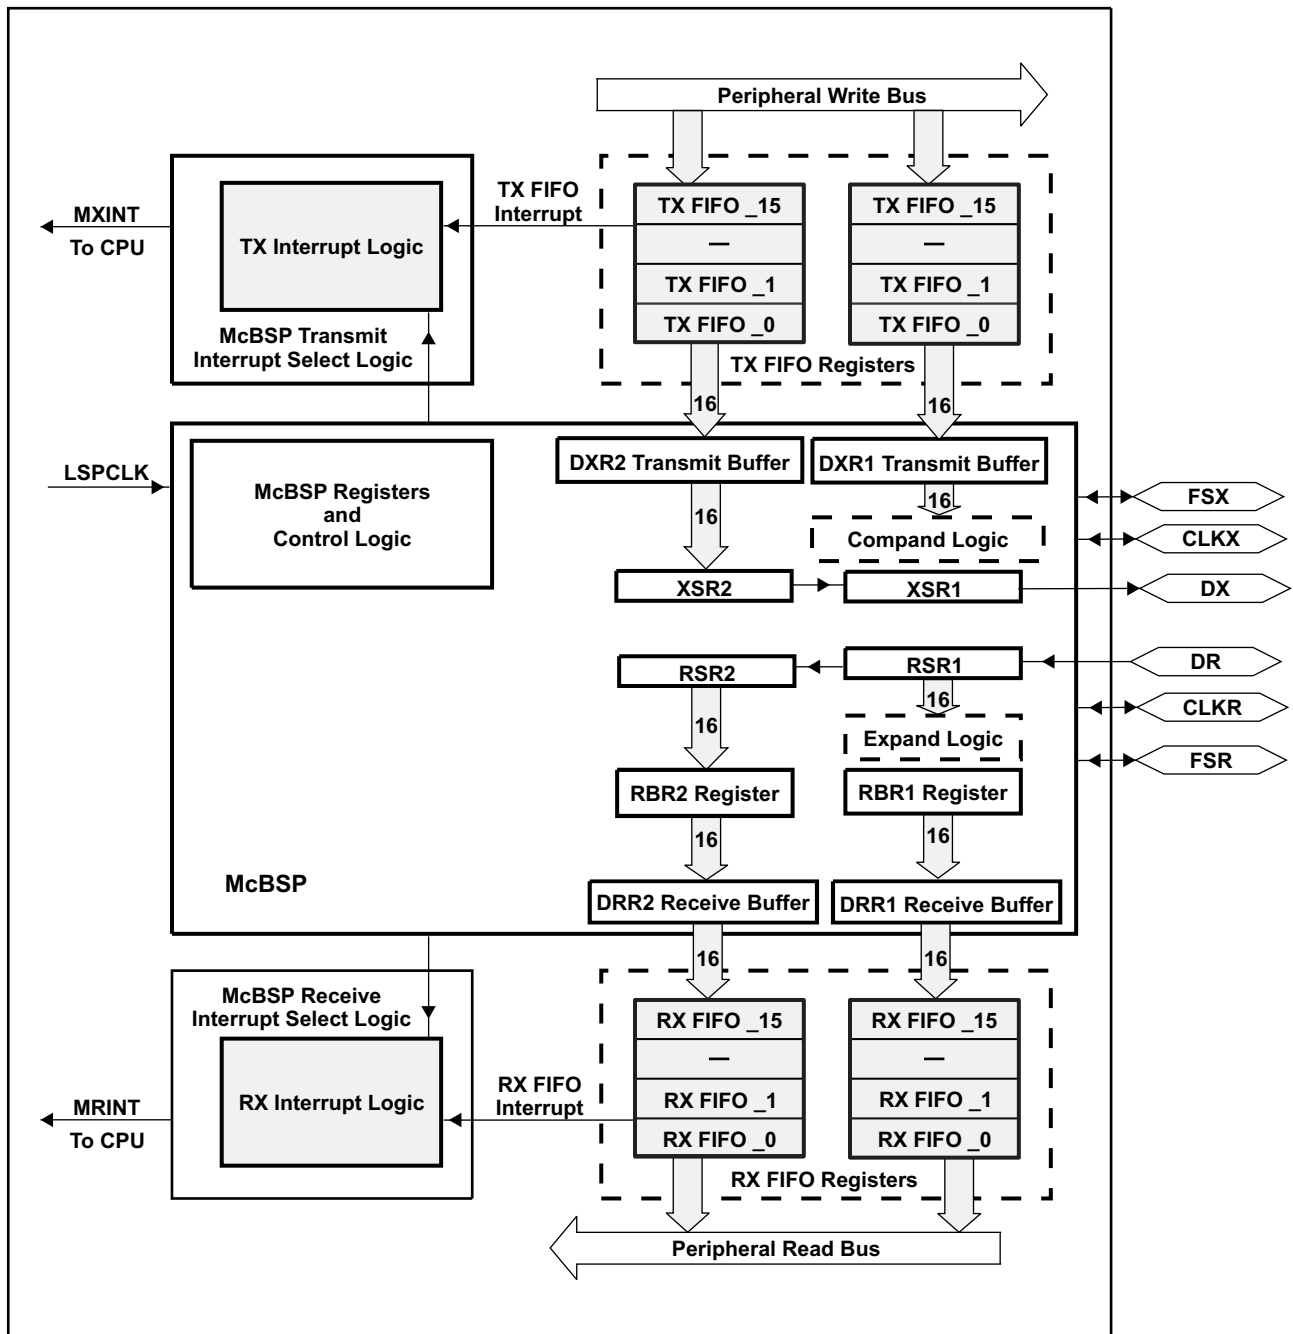 Peripheral Write Bus
TX FIFO
Interrupt
MXINT
To CPU
TX Interrupt Logic
McBSP Transmit
Interrupt Select Logic
TX FIFO _15
—
TX FIFO _1
TX FIFO _0
TX FIFO _15
—
TX FIFO _1
TX FIFO _0
TX FIFO Registers
16
16
LSPCLK
McBSP Registers
and
Control Logic
DXR2 Transmit Buffer
DXR1 Transmit Buffer
16
16
Compand Logic
XSR2
XSR1
FSX
CLKX
DX
DR
CLKR
FSR
RSR2
RSR1
16
16
Expand Logic
RBR2 Register
RBR1 Register
16
16
McBSP
DRR2 Receive Buffer
DRR1 Receive Buffer
16
16
McBSP Receive
Interrupt Select Logic
RX Interrupt Logic
MRINT
To CPU
RX FIFO
Interrupt
RX FIFO _15
—
RX FIFO _1
RX FIFO _0
RX FIFO _15
—
RX FIFO _1
RX FIFO _0
RX FIFO Registers
Peripheral Read Bus